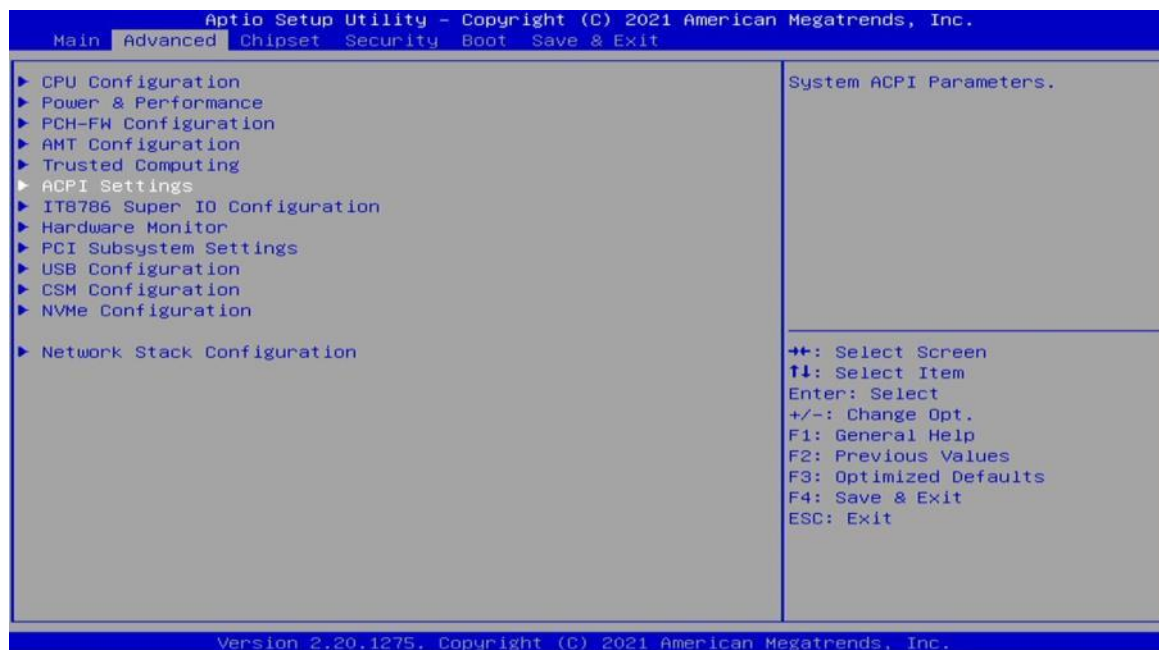 Aptio Setup Utility – Copyright (C) 2021 American Megatrends, Inc.
Main Advanced Chipset Security Boot Save & Exit
► CPU Configuration
► Power & Performance
► PCH-FW Configuration
► AMT Configuration
► Trusted Computing
► ACPI Settings
► IT8786 Super IO Configuration
► Hardware Monitor
► PCI Subsystem Settings
► USB Configuration
► CSM Configuration
► NVMe Configuration
► Network Stack Configuration
System ACPI Parameters.
→←: Select Screen
↑↓: Select Item
Enter: Select
+/-: Change Opt.
F1: General Help
F2: Previous Values
F3: Optimized Defaults
F4: Save & Exit
ESC: Exit
Version 2.20.1275. Copyright (C) 2021 American Megatrends, Inc.